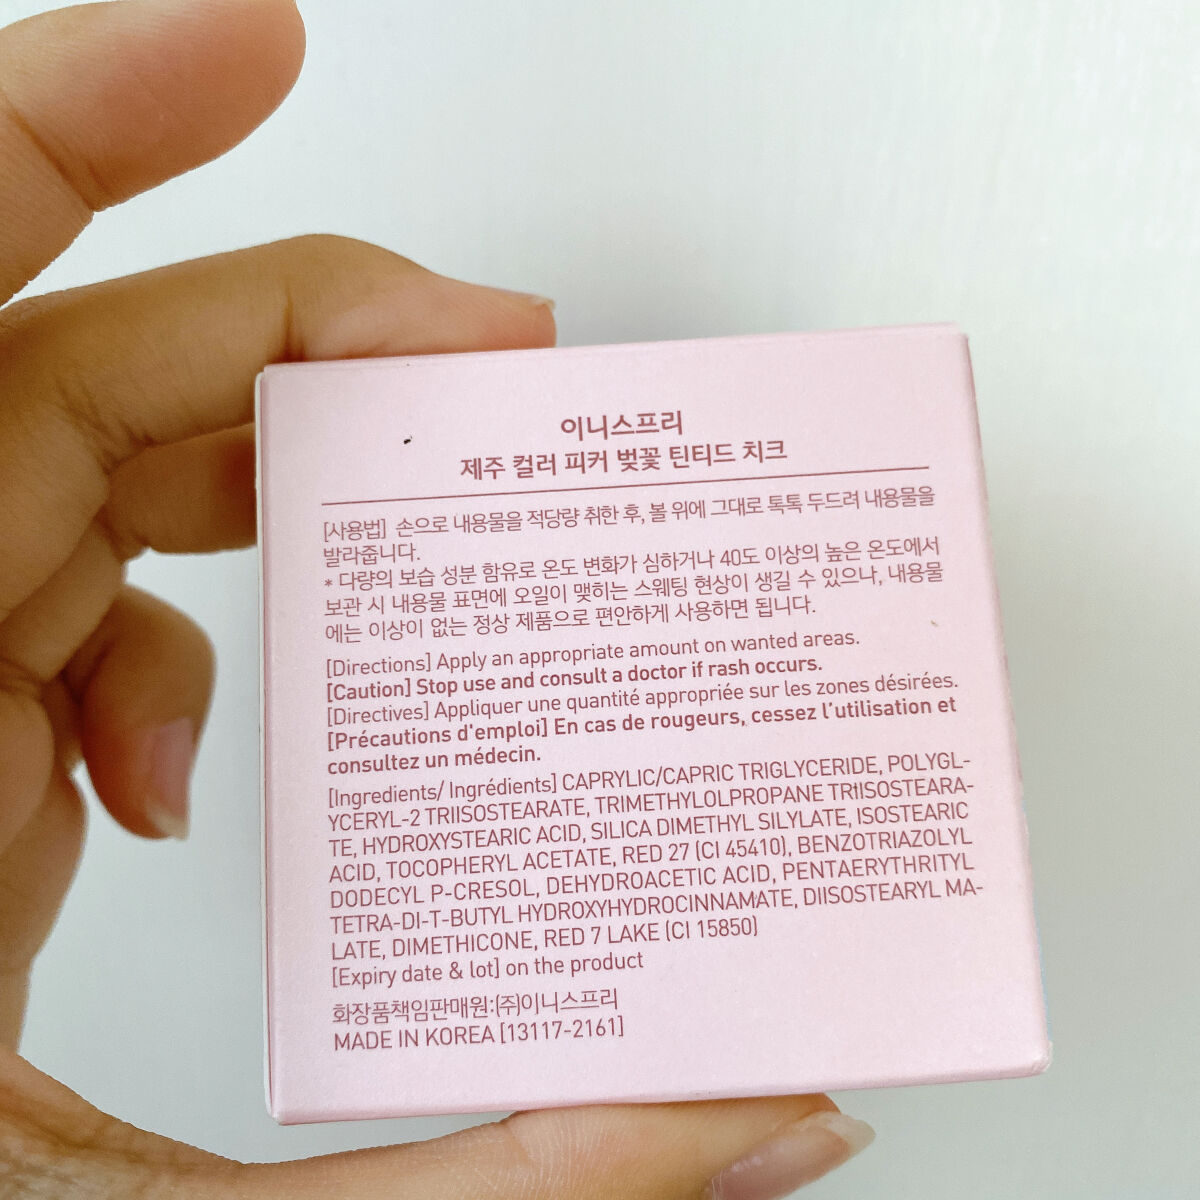 이니스프리
제주 컬러 피커 벚꽃 틴티드 치크
[사용법] 손으로 내용물을 적당량 취한 후, 볼 위에 그대로 톡톡 두드려 내용물을
발라줍니다.
* 다량의 보습 성분 함유로 온도 변화가 심하거나 40도 이상의 높은 온도에서
보관 시 내용물 표면에 오일이 맺히는 스웨팅 현상이 생길 수 있으나, 내용물
에는 이상이 없는 정상 제품으로 편안하게 사용하면 됩니다.
[Directions] Apply an appropriate amount on wanted areas.
[Caution] Stop use and consult a doctor if rash occurs.
[Directives] Appliquer une quantité appropriée sur les zones désirées.
[Précautions d'emploi] En cas de rougeurs, cessez l'utilisation et
consultez un médecin.
[Ingredients/ Ingrédients] CAPRYLIC/CAPRIC TRIGLYCERIDE, POLYGL-
YCERYL-2 TRIISOSTEARATE, TRIMETHYLOLPROPANE TRIISOSTEARA-
TE, HYDROXYSTEARIC ACID, SILICA DIMETHYL SILYLATE, ISOSTEARIC
ACID, TOCOPHERYL ACETATE, RED 27 (CI 45410), BENZOTRIAZOLYL
DODECYL P-CRESOL, DEHYDROACETIC ACID, PENTAERYTHRITYL
TETRA-DI-T-BUTYL HYDROXYHYDROCINNAMATE, DIISOSTEARYL MA-
LATE, DIMETHICONE, RED 7 LAKE (CI 15850)
[Expiry date & lot] on the product
화장품책임판매원:(주)이니스프리
MADE IN KOREA [13117-2161]